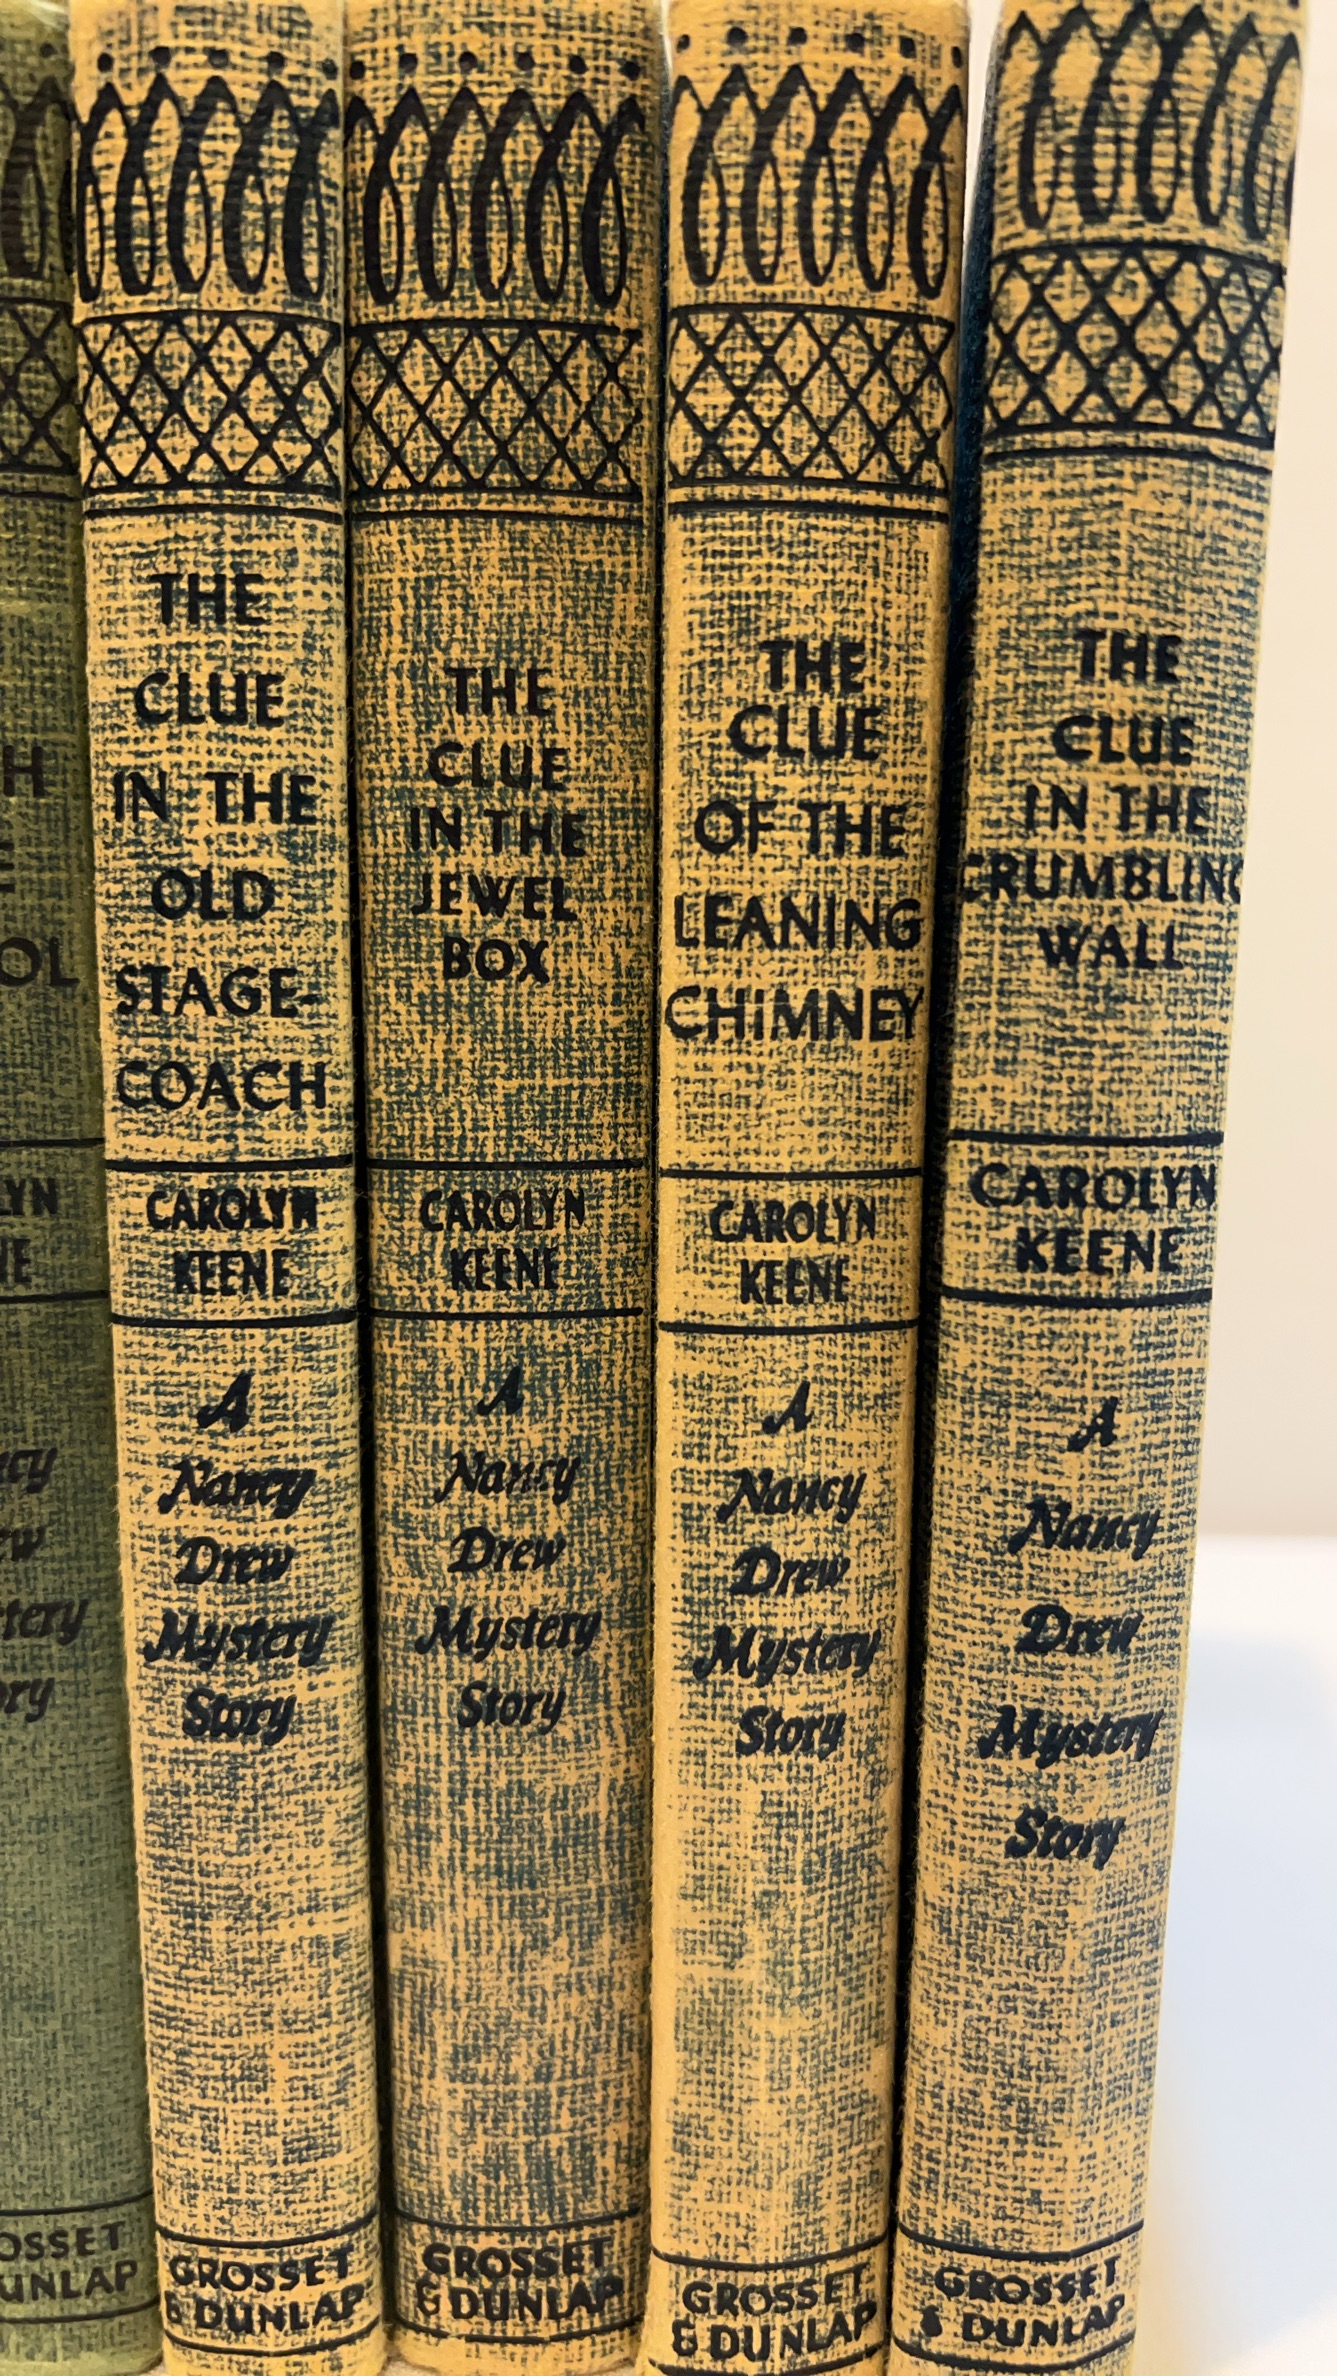 LYN
OSSET
UNLAP
THE
CLUE
IN THE
OLD
STAGE-
COACH
CAROLYN
KEENE
A
Nancy
Drew
Mystery
Story
GROSSET
& DUNLAP
THE
CLUE
IN THE
JEWEL
BOX
CAROLYN
KEENE
A
Nancy
Drew
Mystery
Story
GROSSET
& DUNLAP
THE
CLUE
OF THE
LEANING
CHIMNEY
CAROLYN
KEENE
A
Nancy
Drew
Mystery
Story
GROSSET
& DUNLAP
THE
CLUE
IN THE
CRUMBLING
WALL
CAROLYN
KEENE
A
Nancy
Drew
Mystery
Story
GROSSET
& DUNLAP